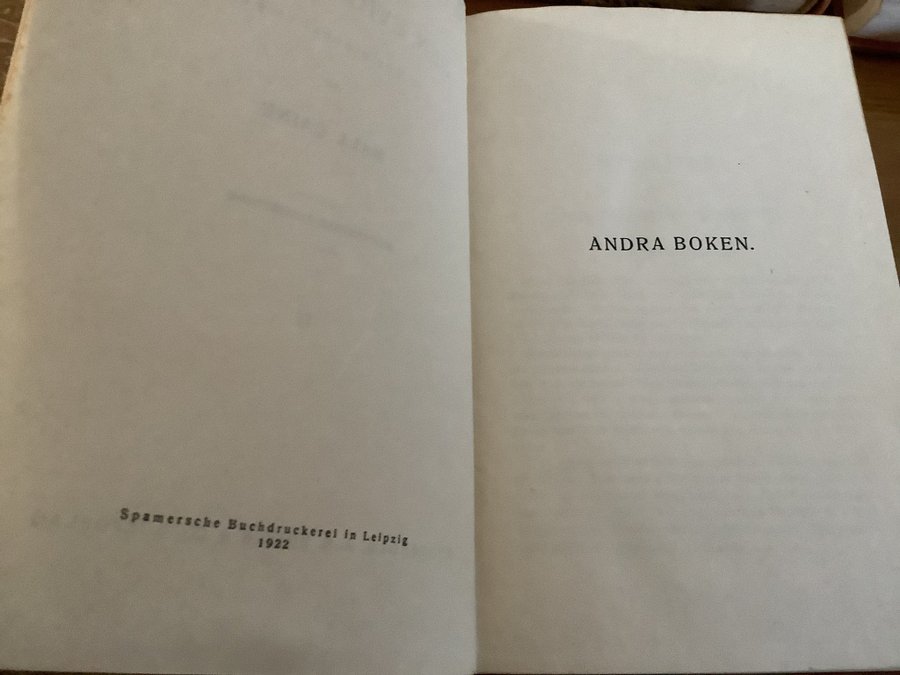 Spamersche Buchdruckerei in Leipzig
1922
ANDRA BOKEN.